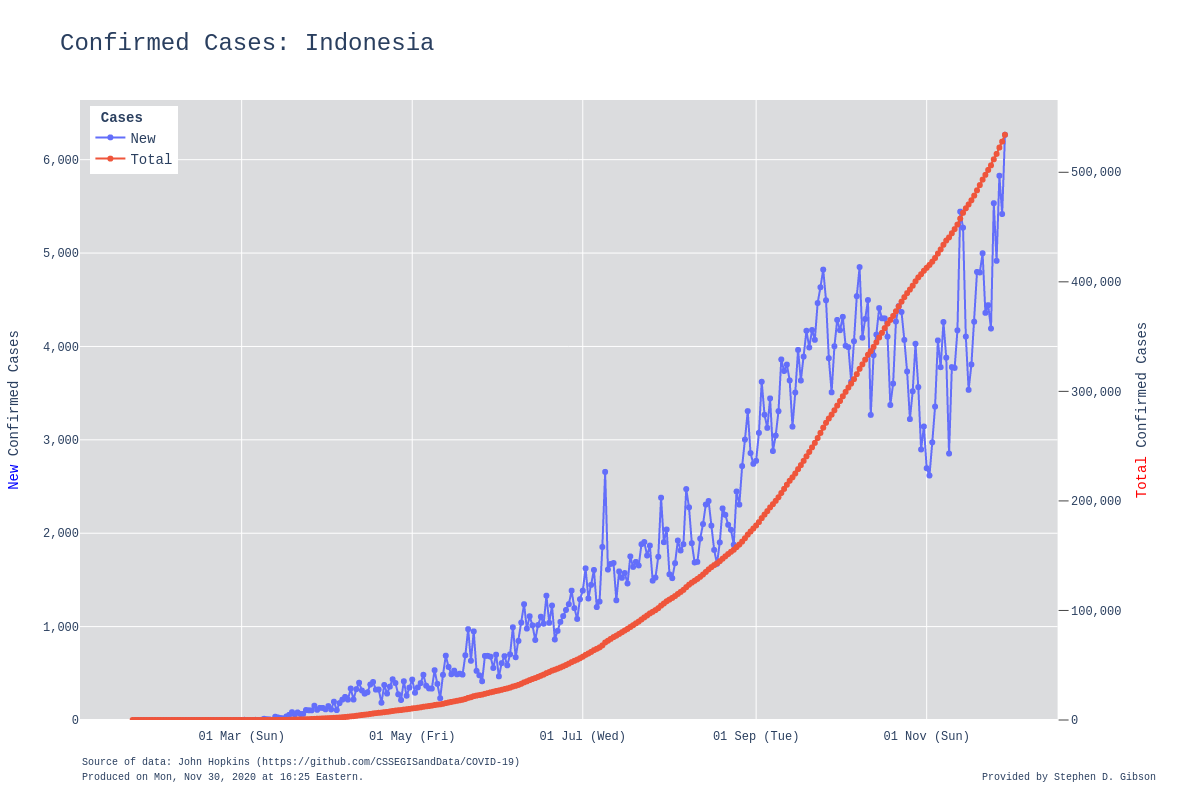 Confirmed Cases: Indonesia
Cases
New
Total
6,000
5,000
4,000
3,000
2,000
1,000
0
500,000
400,000
300,000
200,000
100,000
0
New Confirmed Cases
Total Confirmed Cases
01 Mar (Sun)
01 May (Fri)
01 Jul (Wed)
01 Sep (Tue)
01 Nov (Sun)
Source of data: John Hopkins (https://github.com/CSSEGISandData/COVID-19)
Produced on Mon, Nov 30, 2020 at 16:25 Eastern.
Provided by Stephen D. Gibson